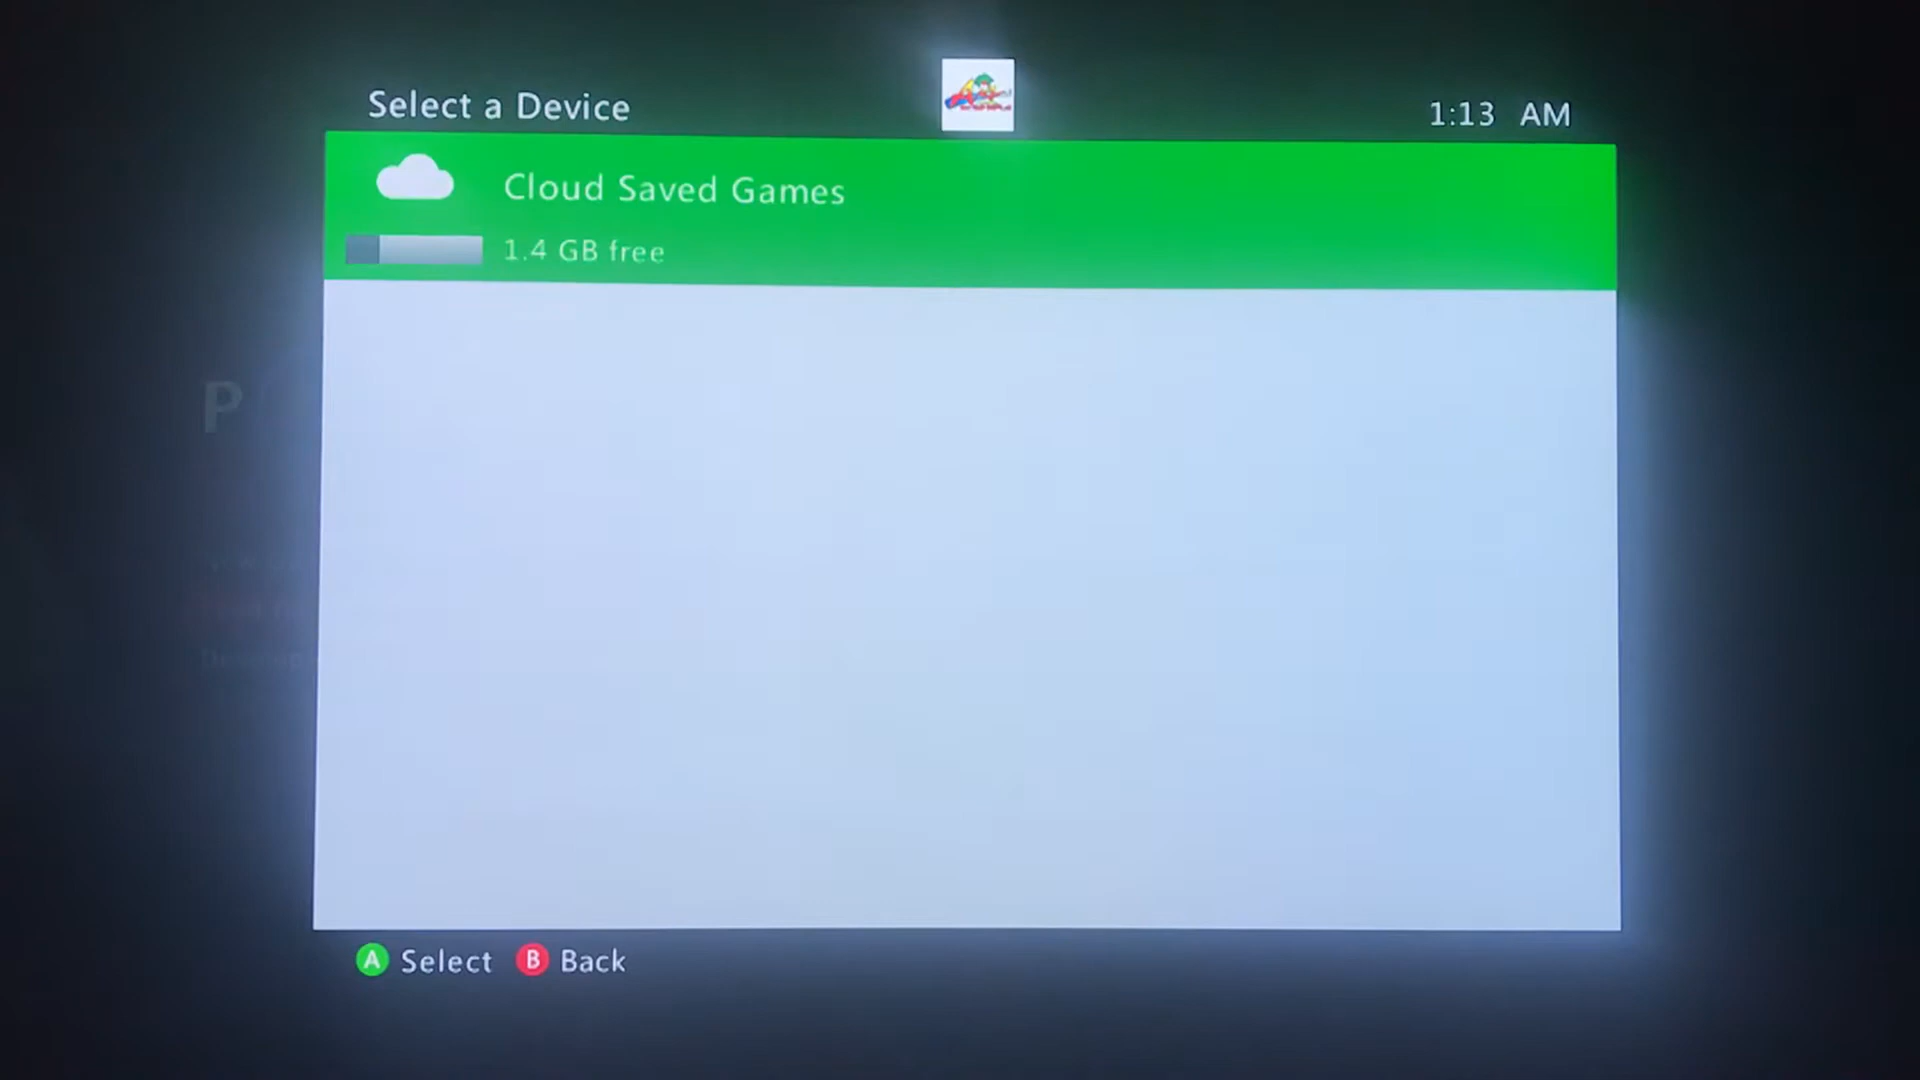 Select a Device
1:13 AM
Cloud Saved Games
1.4 GB free
P
A Select B Back